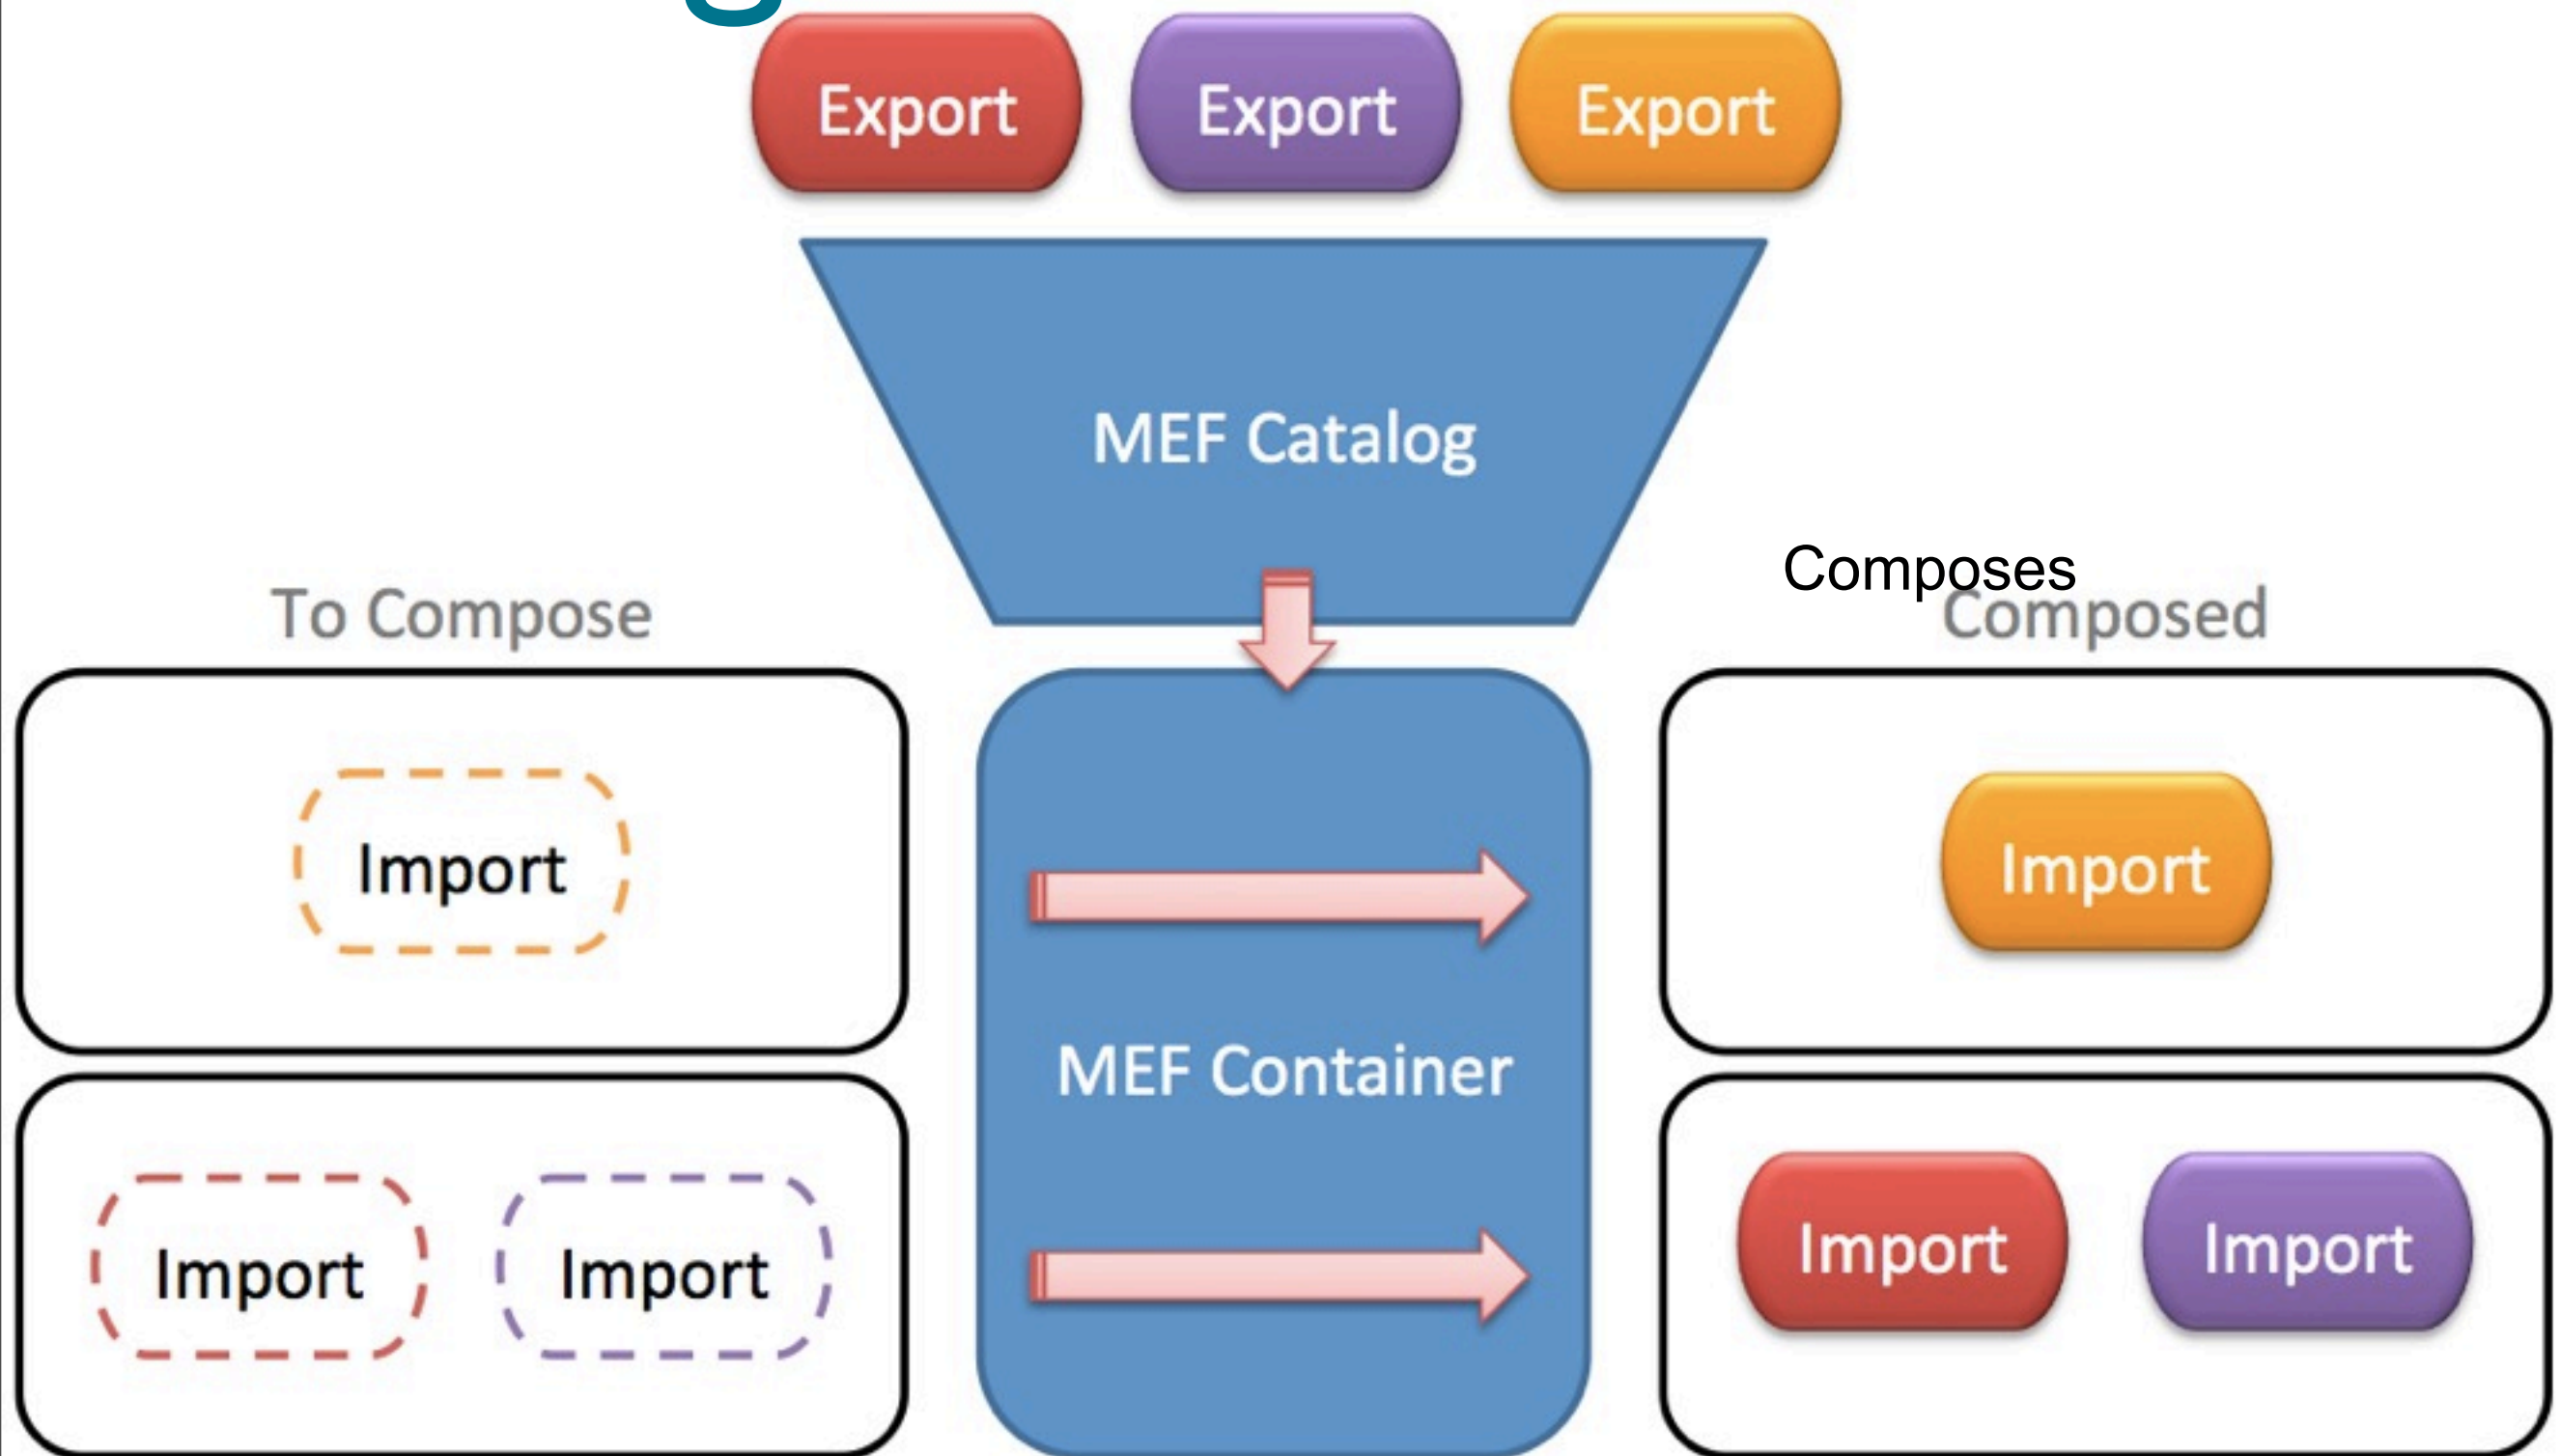 Export Export Export
MEF Catalog
Composes
To Compose
Composed
Import
Import
MEF Container
Import Import
Import Import